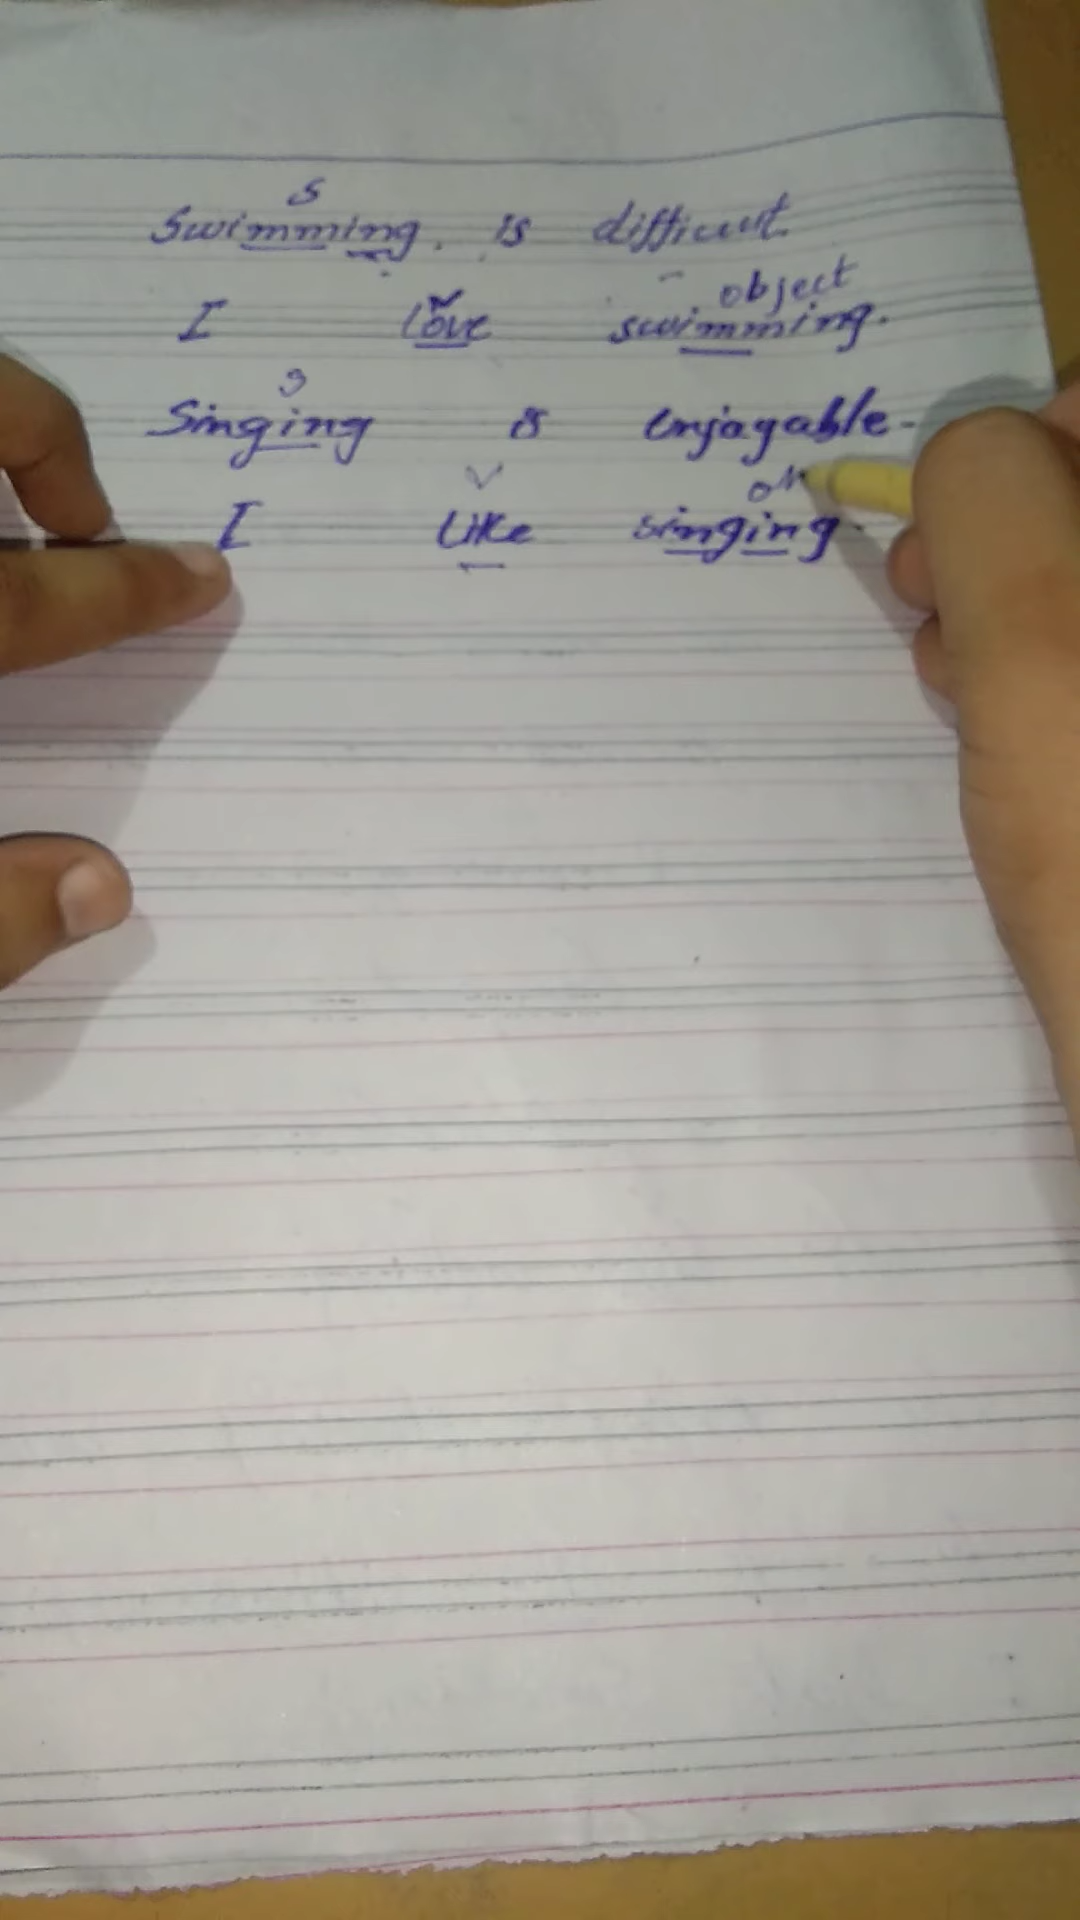 S
Swimming. is difficult.
object
I love swimming.
S
Singing is enjoyable.
V
I like singing.